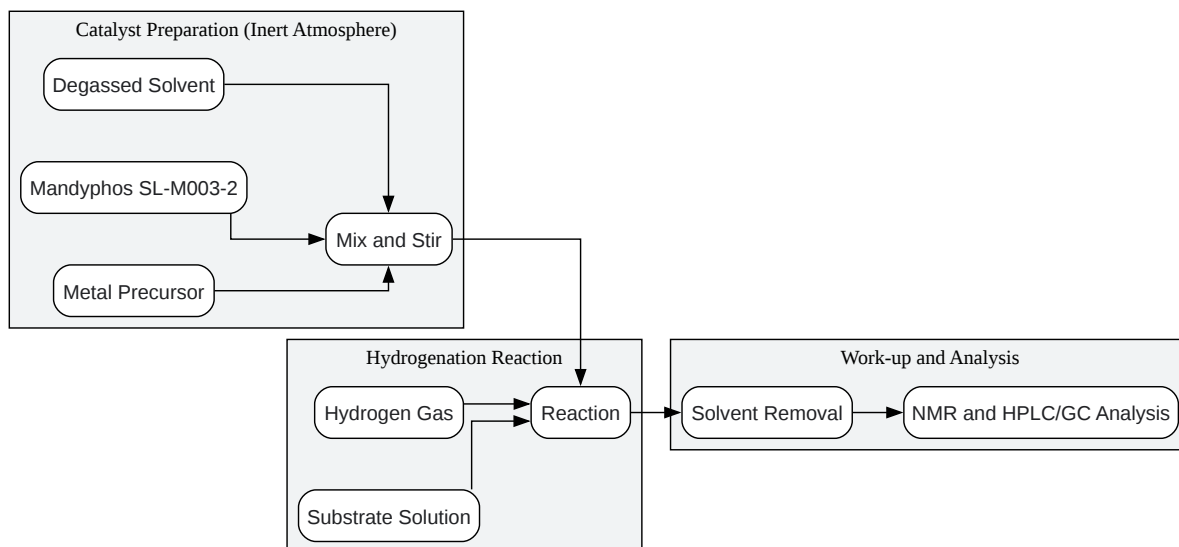 Catalyst Preparation (Inert Atmosphere)
Degassed Solvent
Mandyphos SL-M003-2
Mix and Stir
Metal Precursor
Hydrogenation Reaction
Hydrogen Gas
Reaction
Substrate Solution
Work-up and Analysis
Solvent Removal
NMR and HPLC/GC Analysis